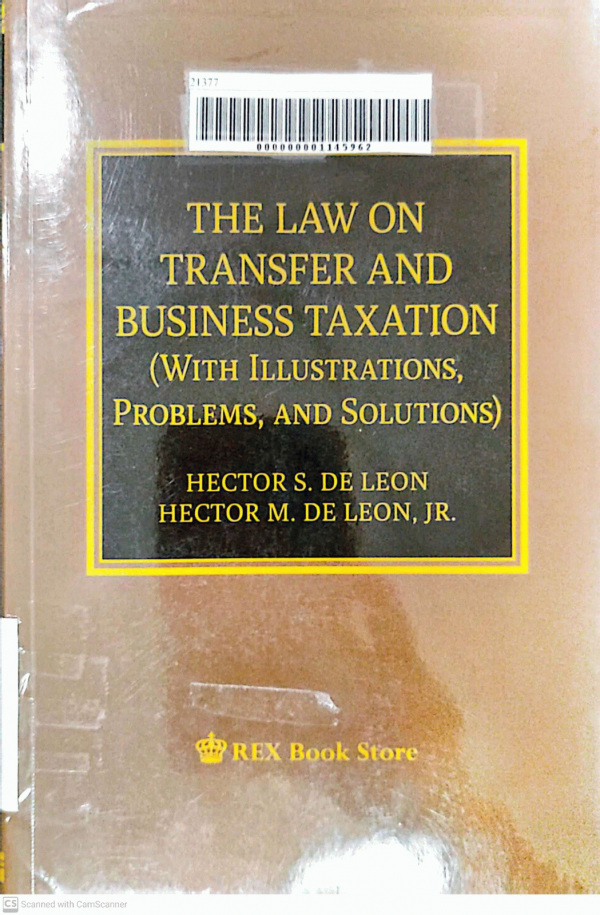 21377
000000001145962
THE LAW ON
TRANSFER AND
BUSINESS TAXATION
(WITH ILLUSTRATIONS,
PROBLEMS, AND SOLUTIONS)
HECTOR S. DE LEON
HECTOR M. DE LEON, JR.
REX Book Store
CS Scanned with CamScanner